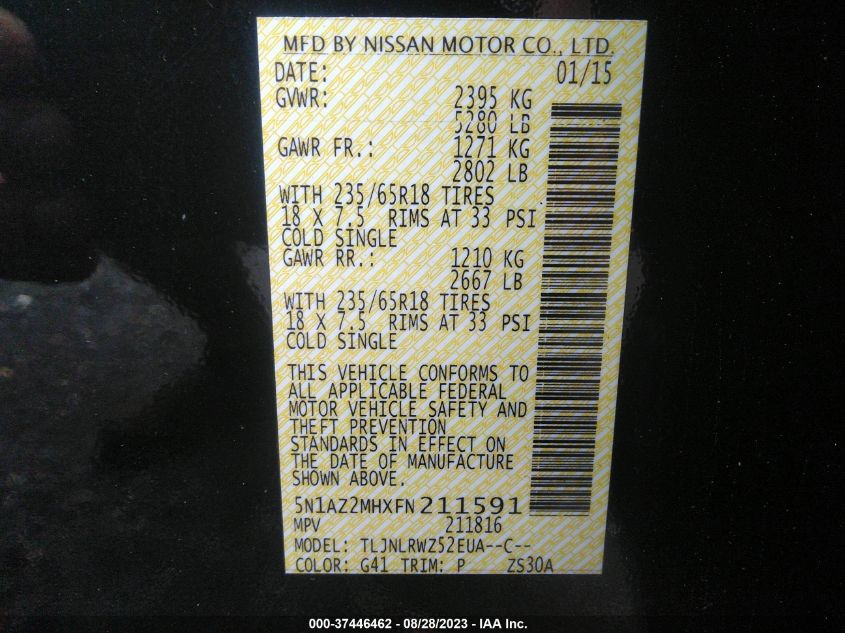 MFD BY NISSAN MOTOR CO., LTD.
DATE: 01/15
GVWR: 2395 KG
5280 LB
GAWR FR.: 1271 KG
2802 LB
WITH 235/65R18 TIRES
18 X 7.5 RIMS AT 33 PSI
COLD SINGLE
GAWR RR.: 1210 KG
2667 LB
WITH 235/65R18 TIRES
18 X 7.5 RIMS AT 33 PSI
COLD SINGLE
THIS VEHICLE CONFORMS TO
ALL APPLICABLE FEDERAL
MOTOR VEHICLE SAFETY AND
THEFT PREVENTION
STANDARDS IN EFFECT ON
THE DATE OF MANUFACTURE
SHOWN ABOVE.
5N1AZ2MHXFN211591
MPV 211816
MODEL: TLJNLRWZ52EUA--C--
COLOR: G41 TRIM: P ZS30A
000-37446462 - 08/28/2023 - IAA Inc.